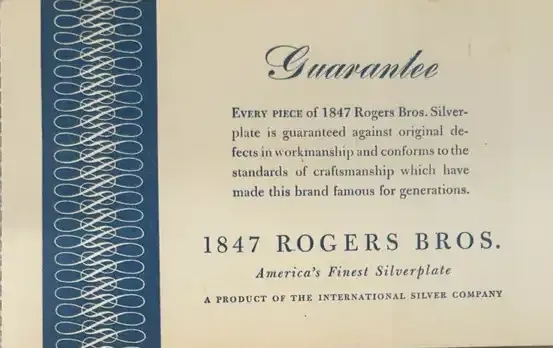 Guarantee
EVERY PIECE of 1847 Rogers Bros. Silver-
plate is guaranteed against original de-
fects in workmanship and conforms to the
standards of craftsmanship which have
made this brand famous for generations.
1847 ROGERS BROS.
America's Finest Silverplate
A PRODUCT OF THE INTERNATIONAL SILVER COMPANY